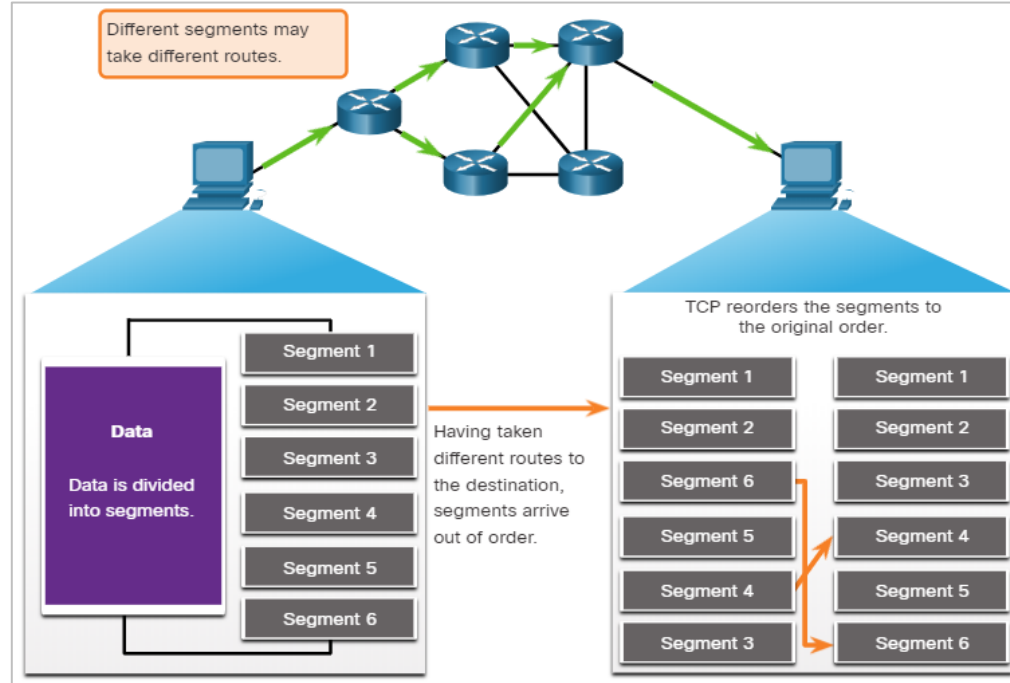 Different segments may
take different routes.
Data
Data is divided
into segments.
Segment 1
Segment 2
Segment 3
Segment 4
Segment 5
Segment 6
Having taken
different routes to
the destination,
segments arrive
out of order.
TCP reorders the segments to
the original order.
Segment 1
Segment 2
Segment 6
Segment 5
Segment 4
Segment 3
Segment 1
Segment 2
Segment 3
Segment 4
Segment 5
Segment 6